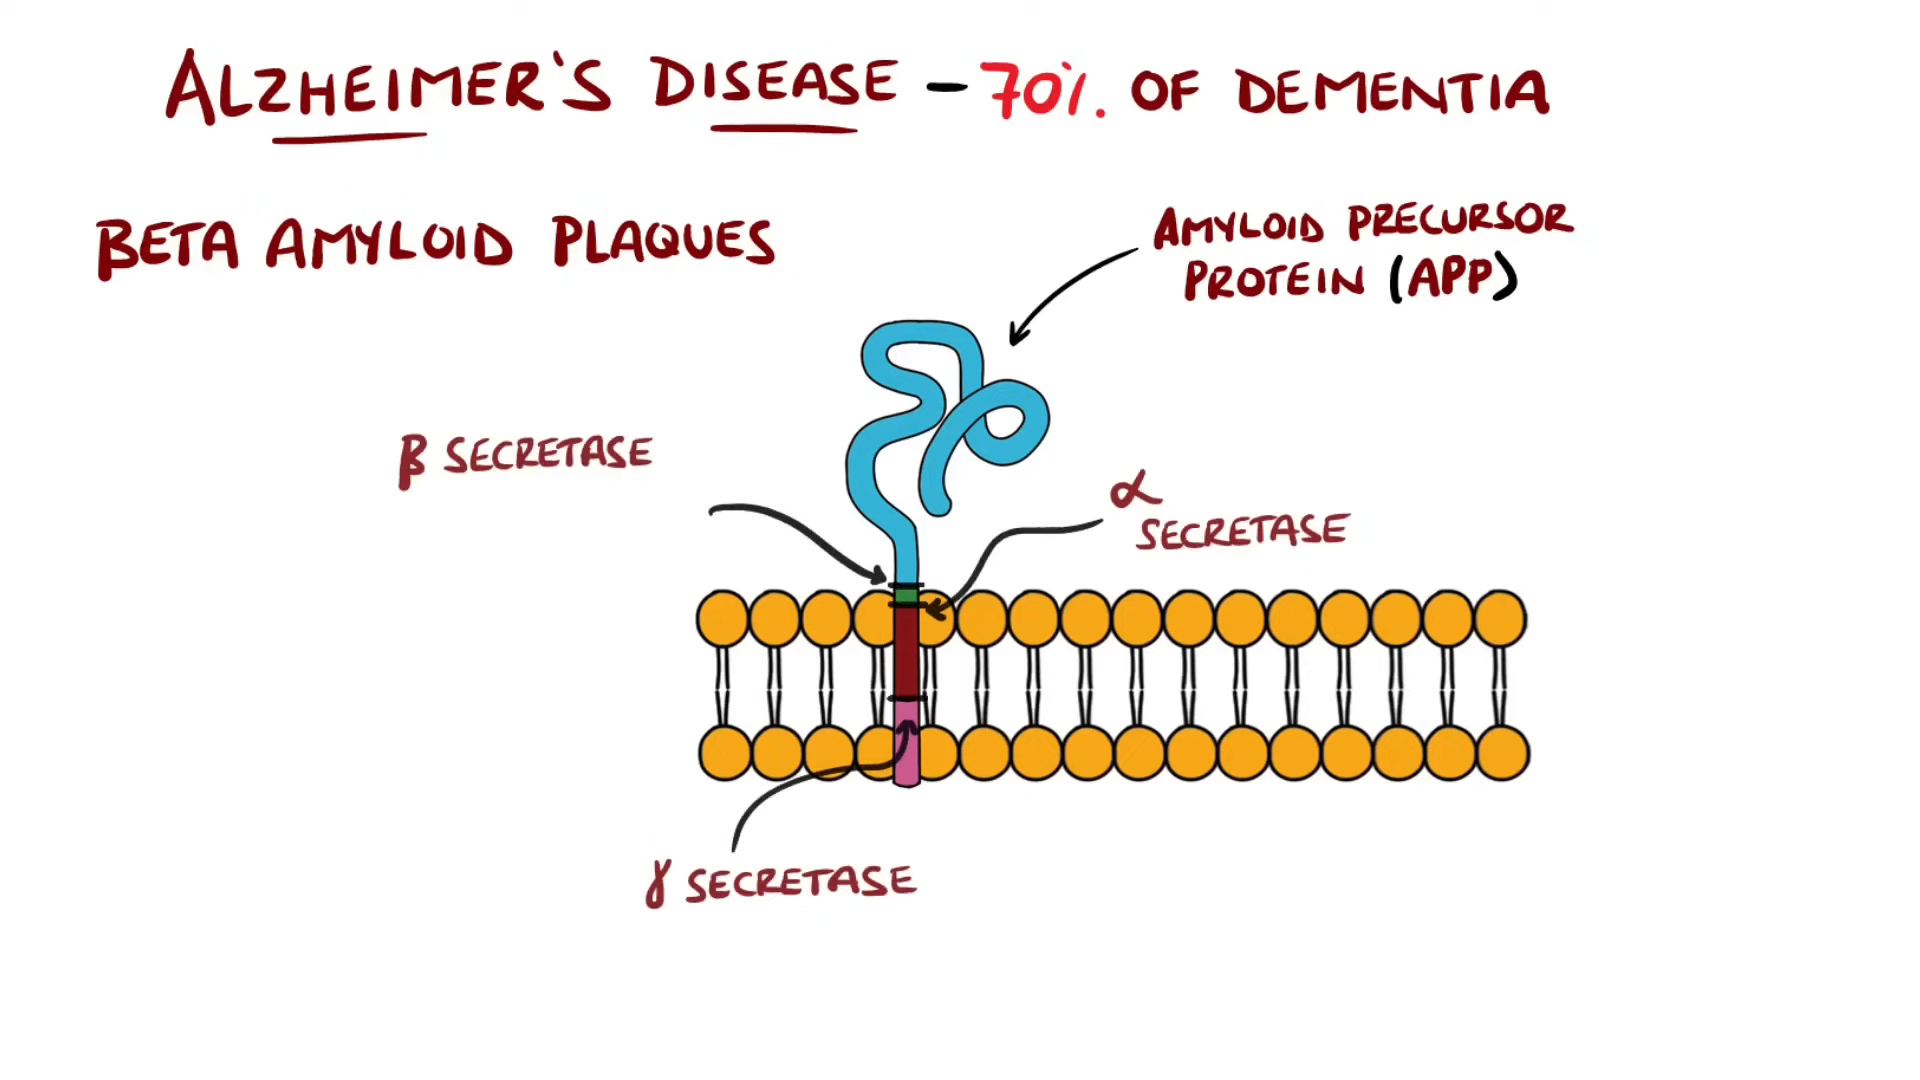 ALZHEIMER'S DISEASE - 70% OF DEMENTIA
BETA AMYLOID PLAQUES
AMYLOID PRECURSOR
PROTEIN (APP)
β SECRETASE
α
SECRETASE
γ SECRETASE